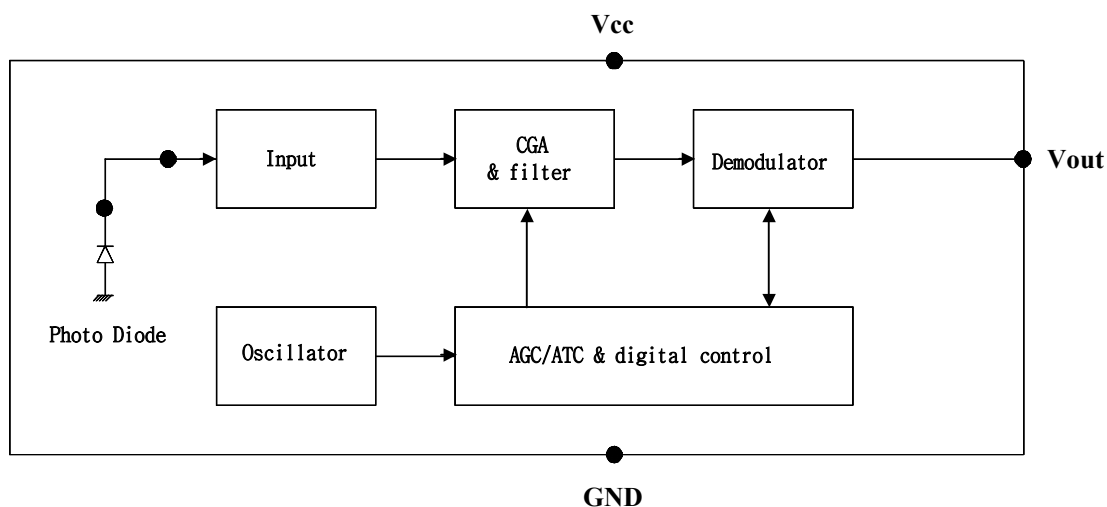 Vcc
Input
CGA
& filter
Demodulator
Vout
Photo Diode
Oscillator
AGC/ATC & digital control
GND